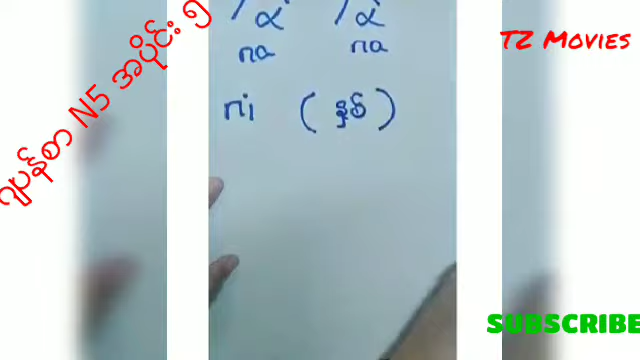 ဂျပန်စာ N5 အပိုင်း ၅
TZ MOVIES
na na
ni ( နှစ် )
SUBSCRIBE